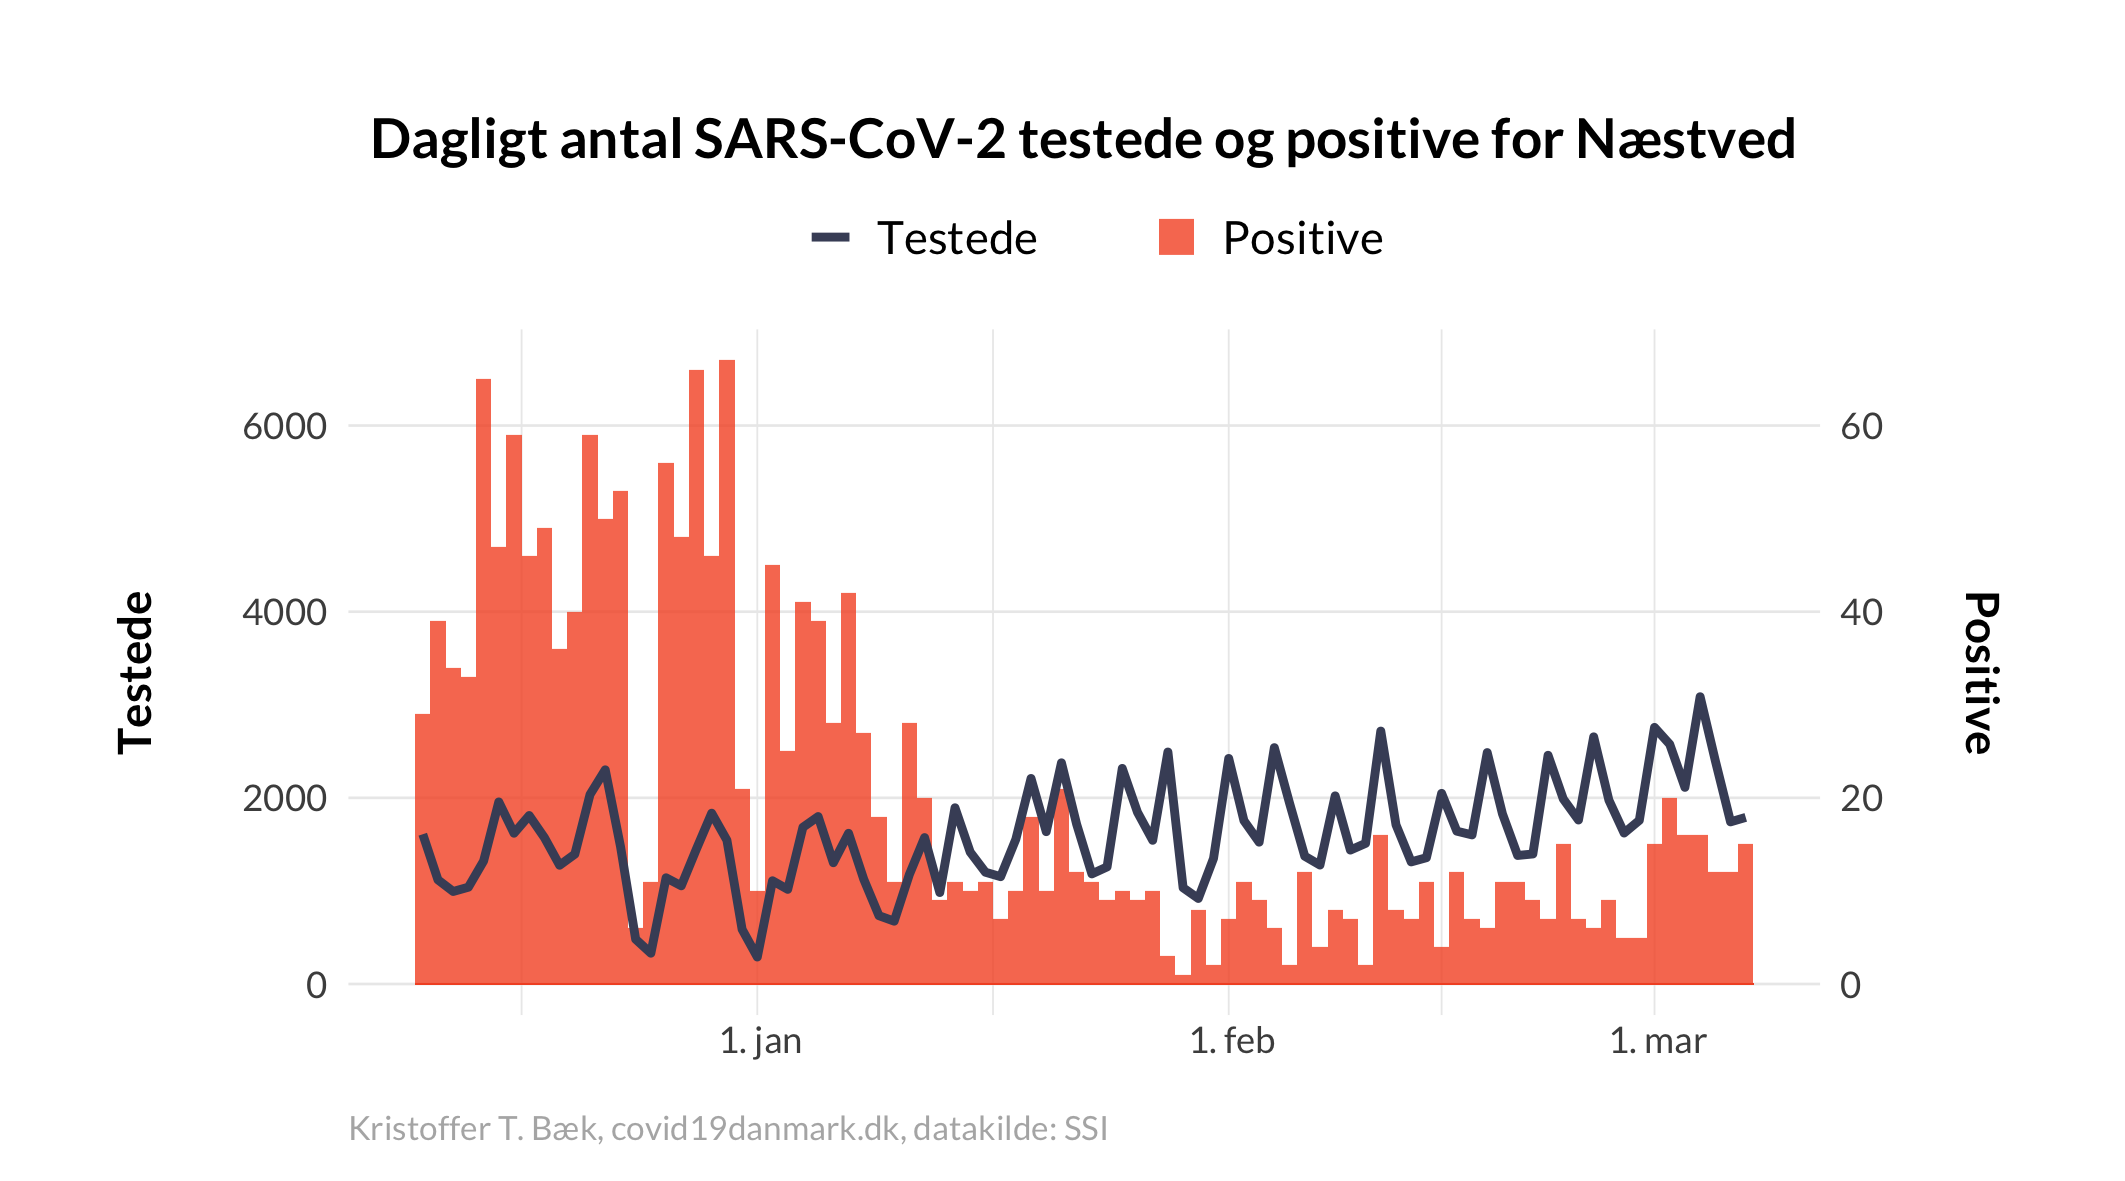 Dagligt antal SARS-CoV-2 testede og positive for Næstved
Testede
Positive
6000
4000
2000
0
Testede
60
40
20
0
Positive
1. jan
1. feb
1. mar
Kristoffer T. Bæk, covid19danmark.dk, datakilde: SSI